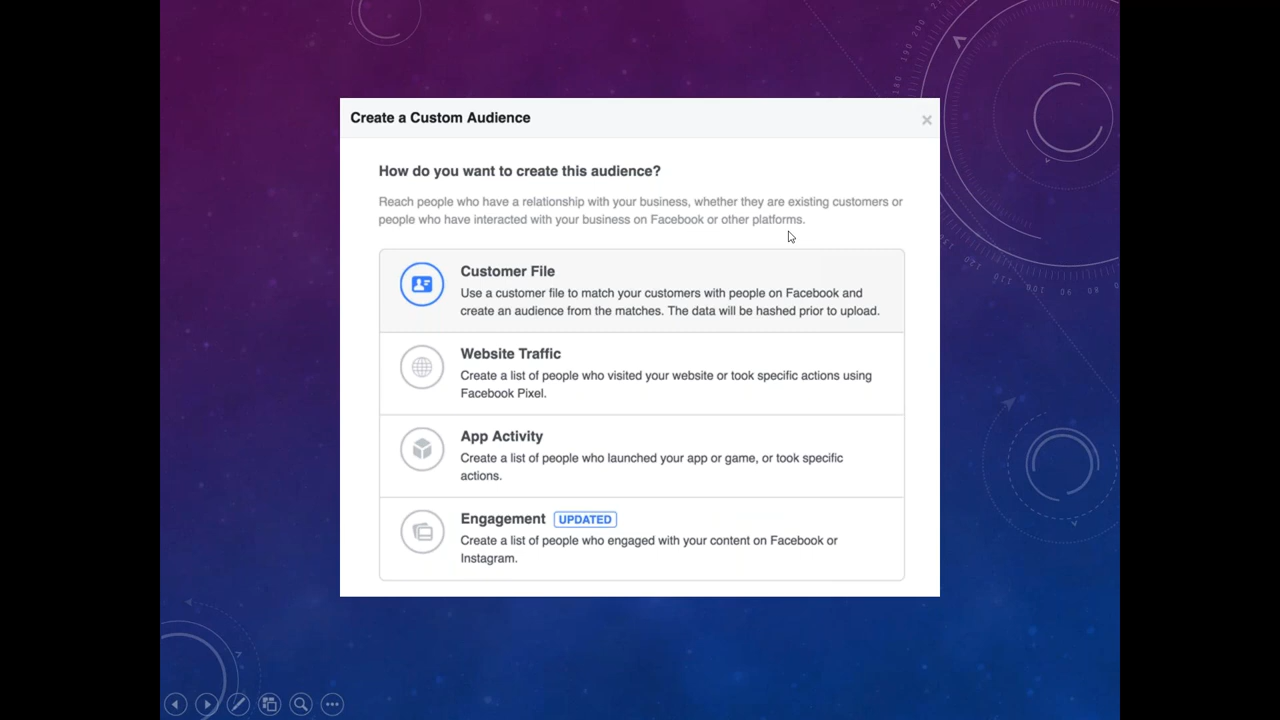 Create a Custom Audience
How do you want to create this audience?
Reach people who have a relationship with your business, whether they are existing customers or
people who have interacted with your business on Facebook or other platforms.
Customer File
Use a customer file to match your customers with people on Facebook and
create an audience from the matches. The data will be hashed prior to upload.
Website Traffic
Create a list of people who visited your website or took specific actions using
Facebook Pixel.
App Activity
Create a list of people who launched your app or game, or took specific
actions.
Engagement UPDATED
Create a list of people who engaged with your content on Facebook or
Instagram.